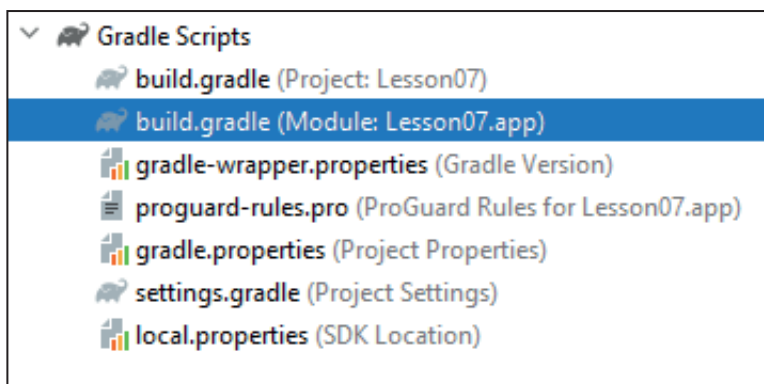 Gradle Scripts
build.gradle (Project: Lesson07)
build.gradle (Module: Lesson07.app)
gradle-wrapper.properties (Gradle Version)
proguard-rules.pro (ProGuard Rules for Lesson07.app)
gradle.properties (Project Properties)
settings.gradle (Project Settings)
local.properties (SDK Location)